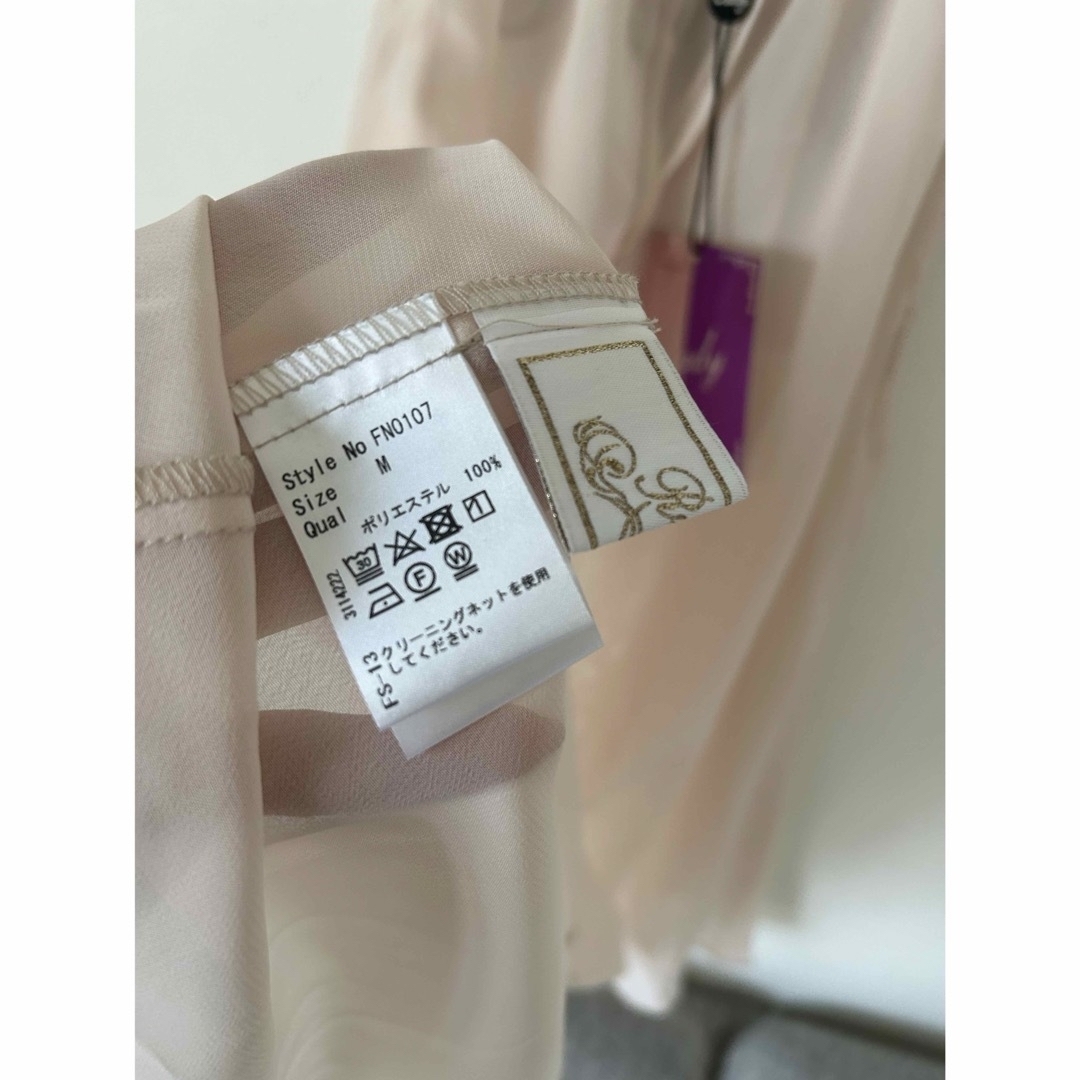 Style No FN0107
Size M
Qual ポリエステル 100%
30
F W
3114222
FS-13
クリーニングネットを使用
してください。